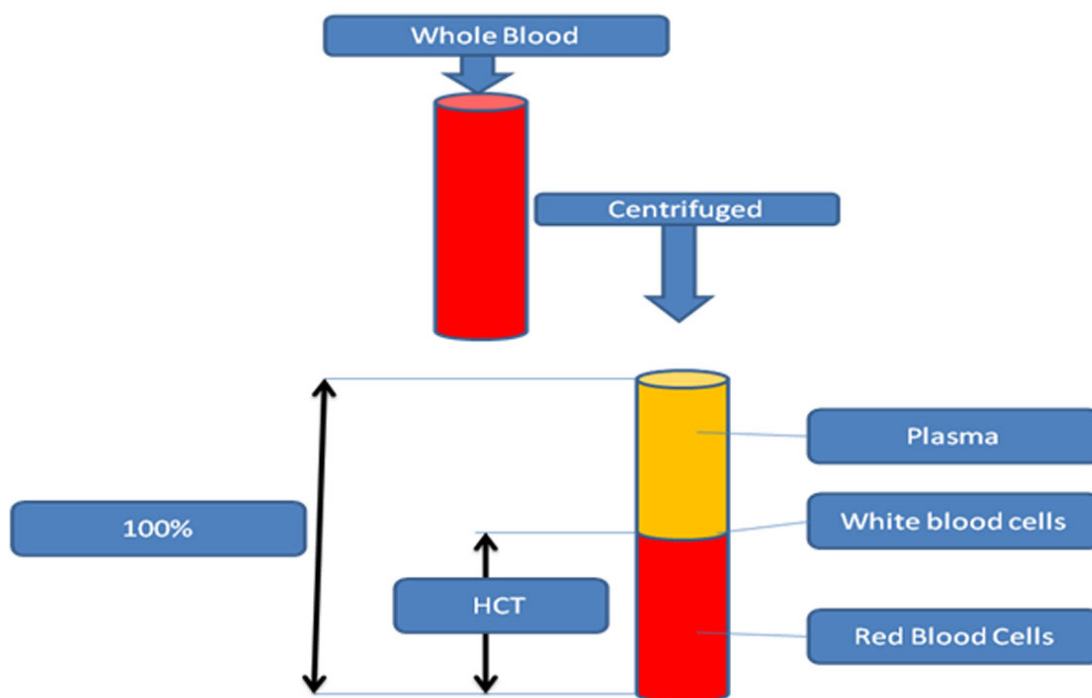 Whole Blood
Centrifuged
Plasma
100%
White blood cells
HCT
Red Blood Cells